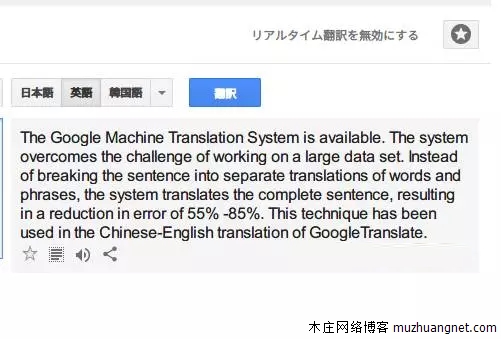 リアルタイム翻訳を無効にする
日本語 英語 韓国語 翻訳
The Google Machine Translation System is available. The system
overcomes the challenge of working on a large data set. Instead
of breaking the sentence into separate translations of words and
phrases, the system translates the complete sentence, resulting
in a reduction in error of 55% -85%. This technique has been
used in the Chinese-English translation of GoogleTranslate.
木庄网络博客 muzhuangnet.com